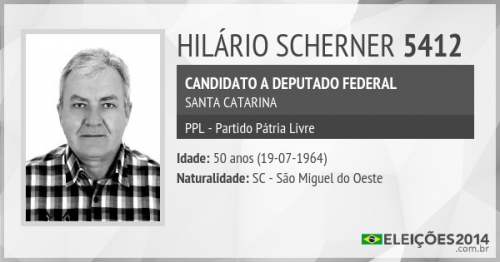 HILÁRIO SCHERNER 5412
CANDIDATO A DEPUTADO FEDERAL
SANTA CATARINA
PPL - Partido Pátria Livre
Idade: 50 anos (19-07-1964)
Naturalidade: SC - São Miguel do Oeste
ELEIÇÕES2014
.com.br